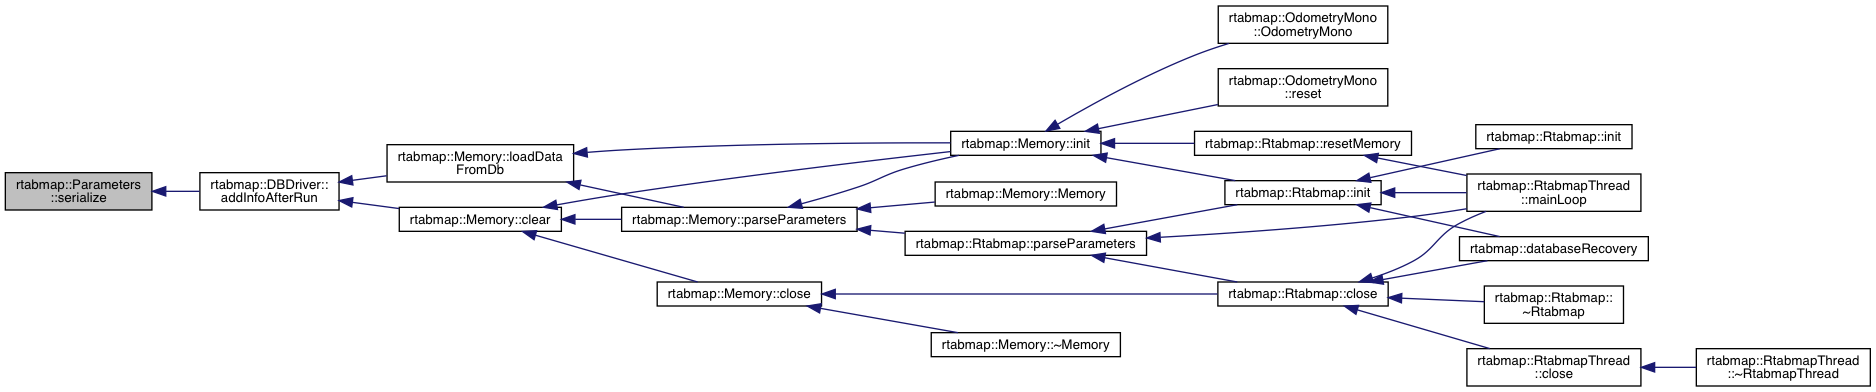 rtabmap::Parameters
::serialize
rtabmap::DBDriver::
addInfoAfterRun
rtabmap::Memory::loadData
FromDb
rtabmap::Memory::clear
rtabmap::Memory::parseParameters
rtabmap::Memory::close
rtabmap::Memory::init
rtabmap::Memory::Memory
rtabmap::Rtabmap::parseParameters
rtabmap::Memory::~Memory
rtabmap::OdometryMono
::OdometryMono
rtabmap::OdometryMono
::reset
rtabmap::Rtabmap::resetMemory
rtabmap::Rtabmap::init
rtabmap::Rtabmap::close
rtabmap::Rtabmap::init
rtabmap::RtabmapThread
::mainLoop
rtabmap::databaseRecovery
rtabmap::Rtabmap::
~Rtabmap
rtabmap::RtabmapThread
::close
rtabmap::RtabmapThread
::~RtabmapThread